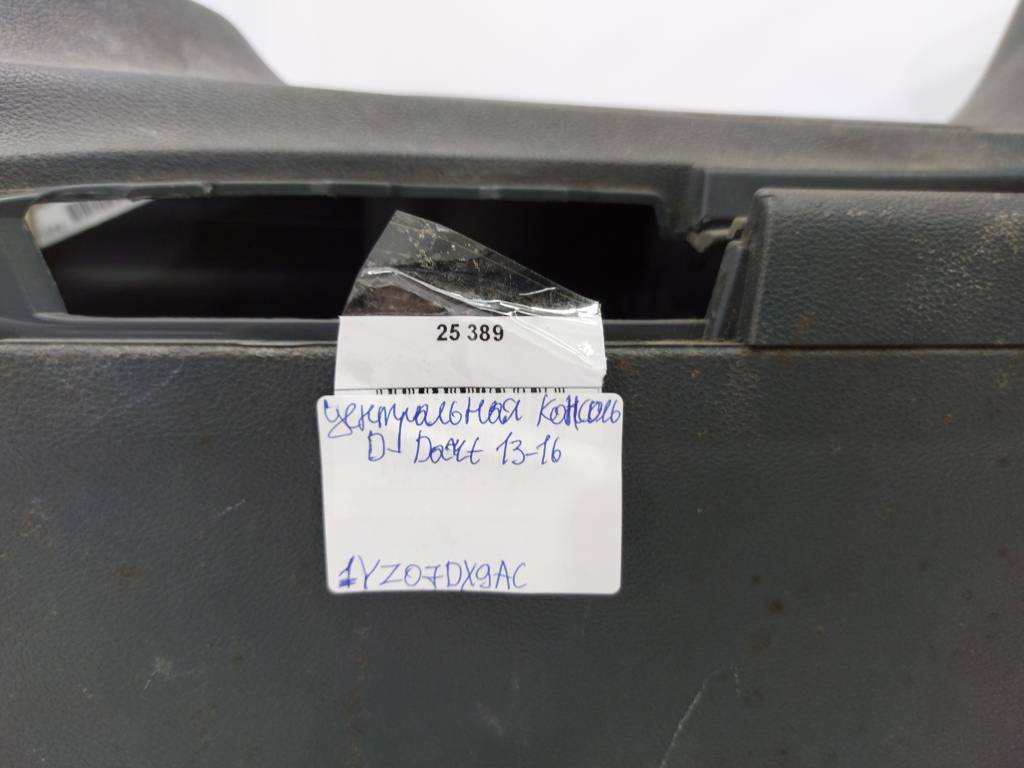 25 389
центральная консоль
D-Dart 13-16
1YZ07DX9AC